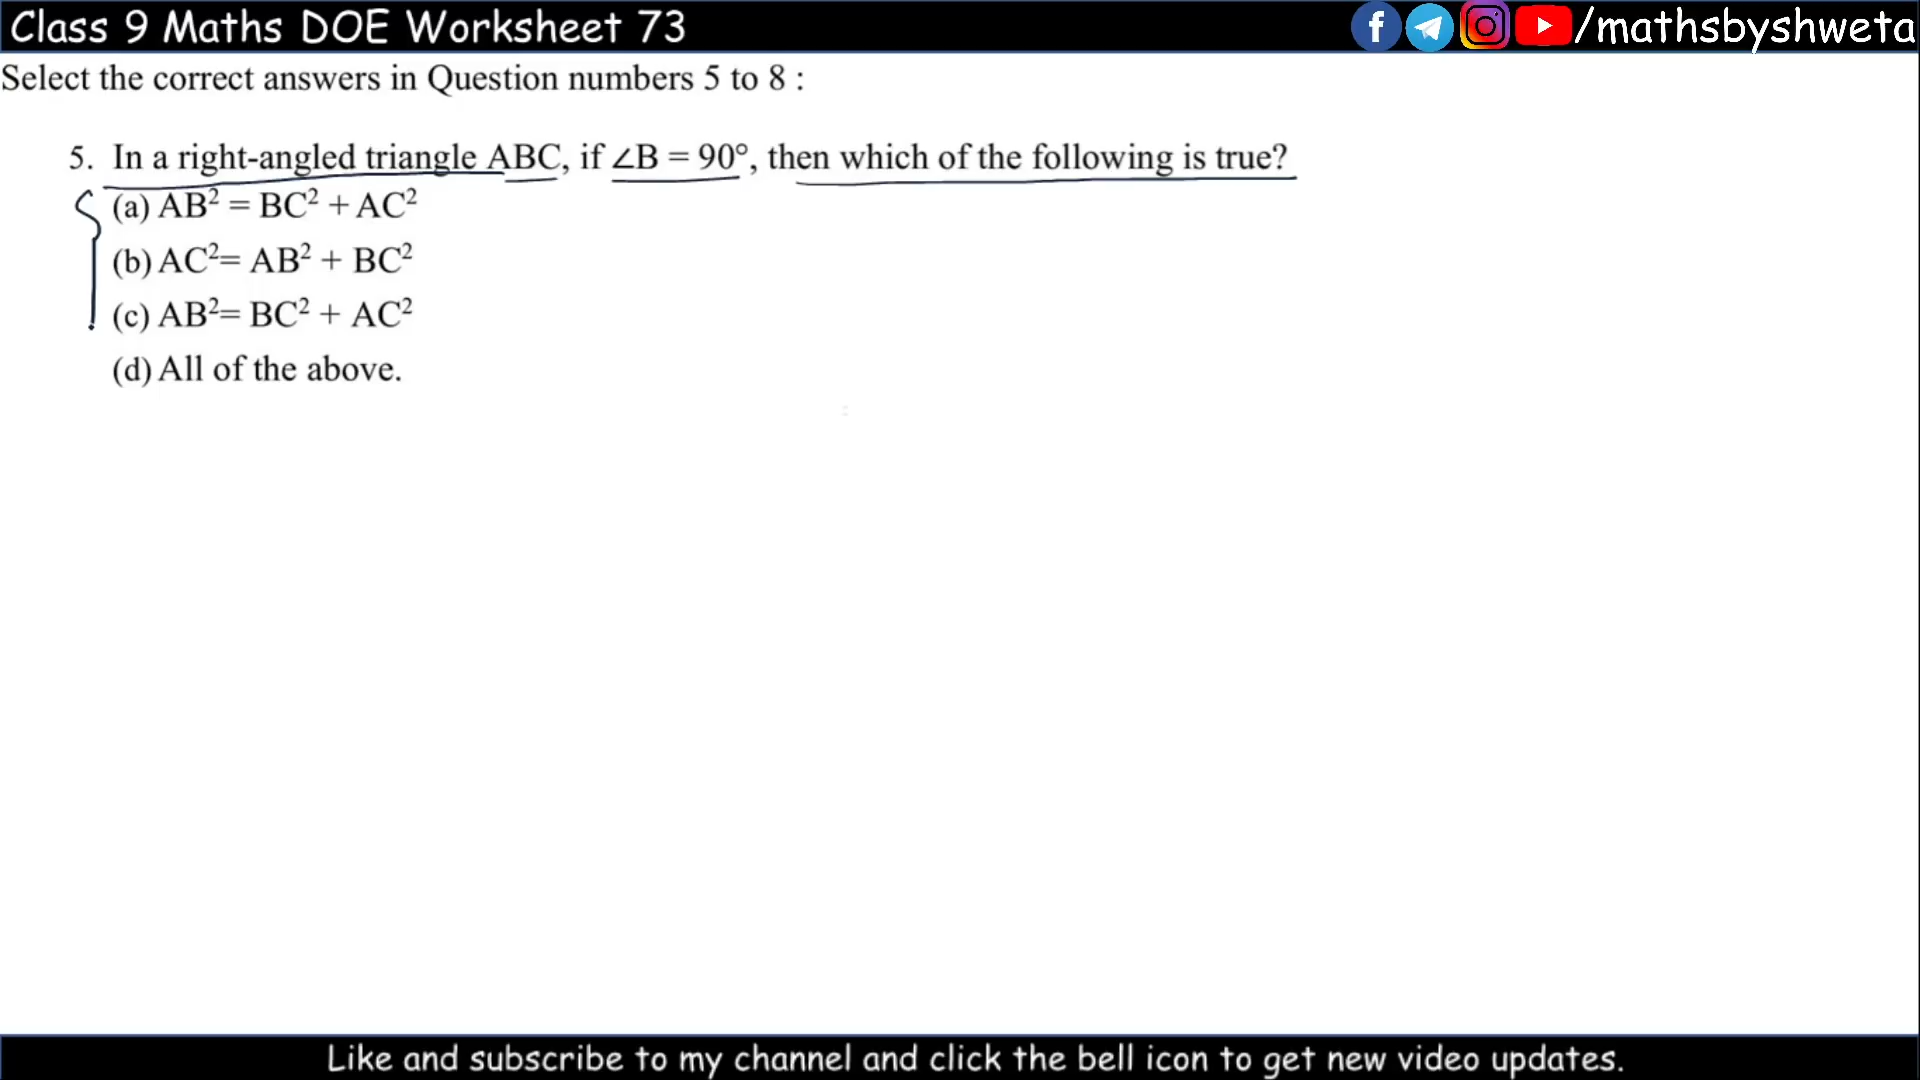 Class 9 Maths DOE Worksheet 73
/mathsbyshweta
Select the correct answers in Question numbers 5 to 8 :
5. In a right-angled triangle ABC, if ∠B = 90°, then which of the following is true?
(a) AB² = BC² + AC²
(b) AC²= AB² + BC²
(c) AB²= BC² + AC²
(d) All of the above.
Like and subscribe to my channel and click the bell icon to get new video updates.